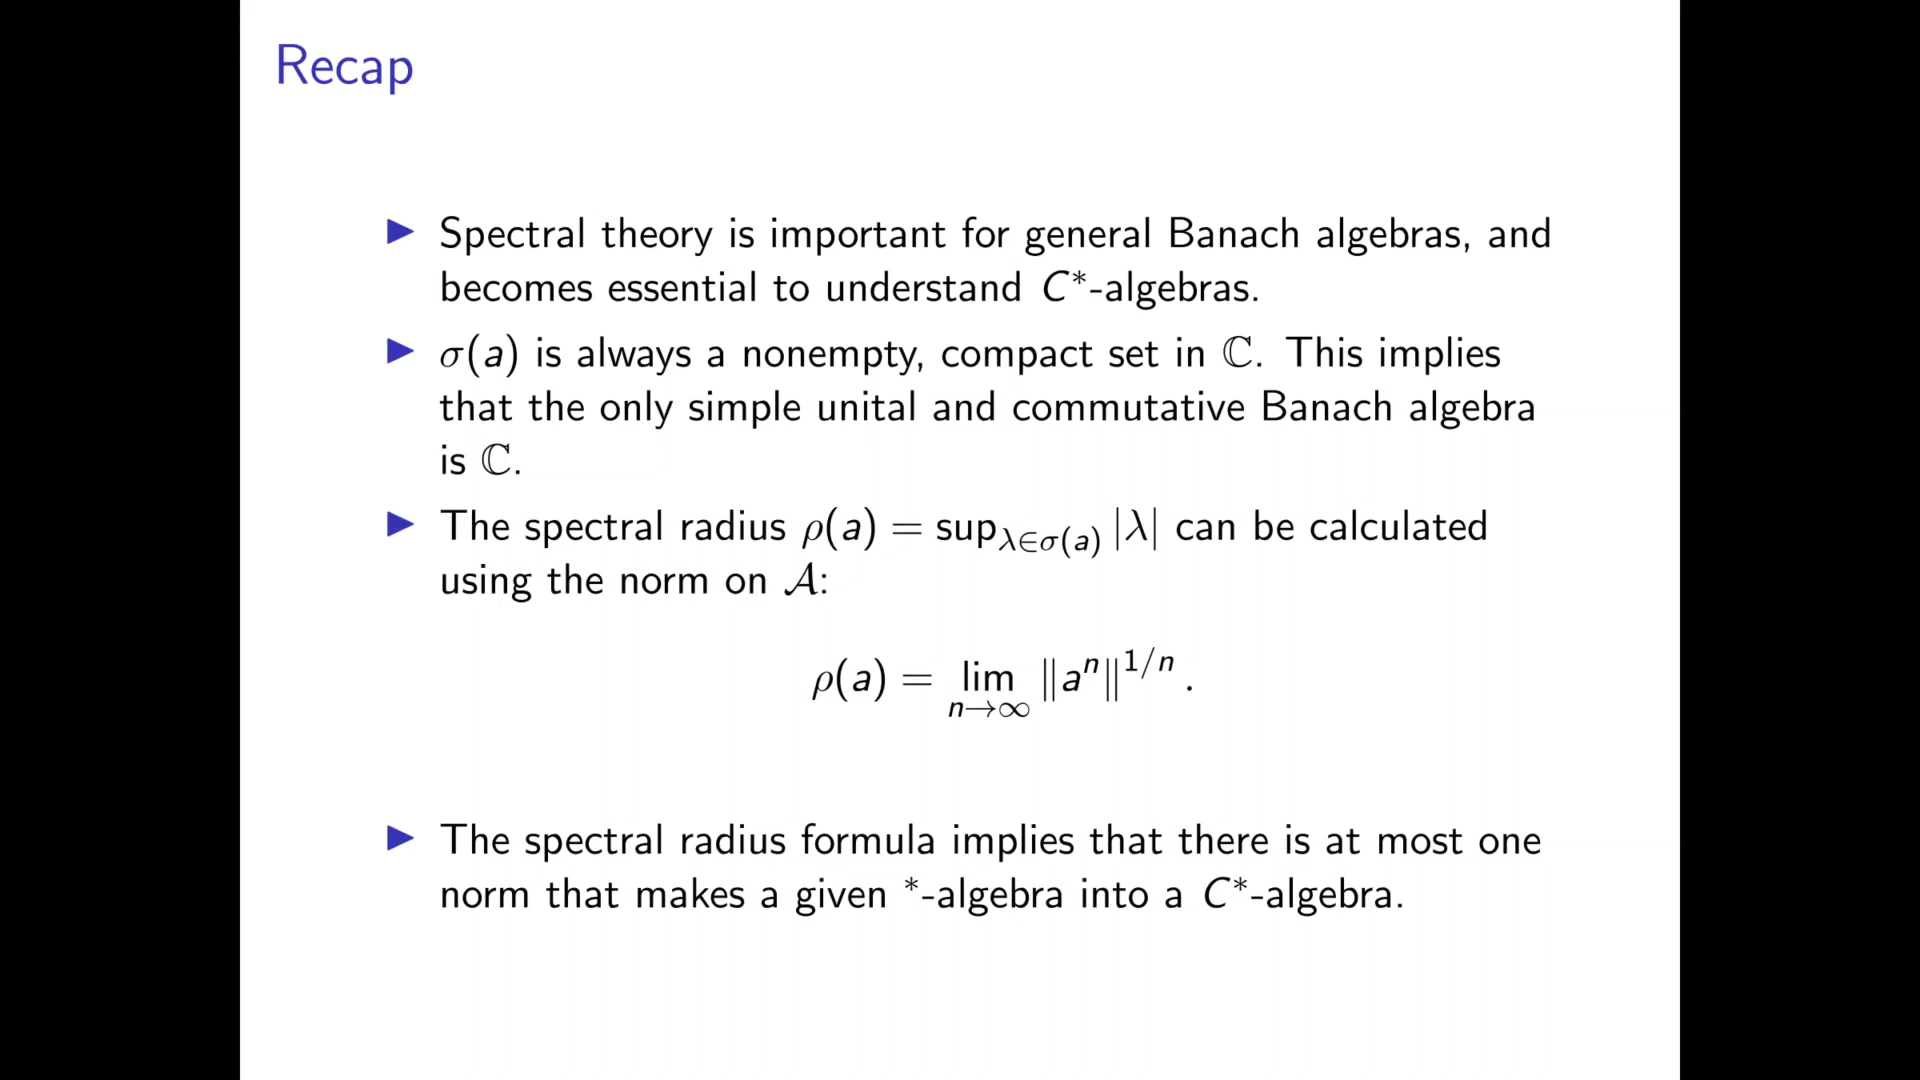 Recap
▶ Spectral theory is important for general Banach algebras, and
becomes essential to understand C*-algebras.
▶ σ(a) is always a nonempty, compact set in ℂ. This implies
that the only simple unital and commutative Banach algebra
is ℂ.
▶ The spectral radius ρ(a) = sup_{λ∈σ(a)} |λ| can be calculated
using the norm on 𝒜:
ρ(a) = lim_{n→∞} ‖aⁿ‖^{1/n}.
▶ The spectral radius formula implies that there is at most one
norm that makes a given *-algebra into a C*-algebra.